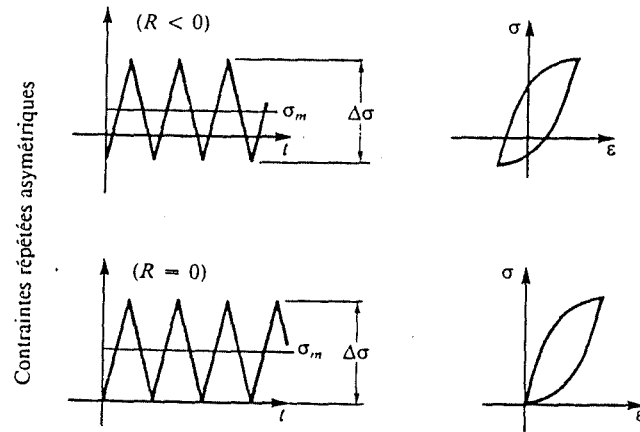 Contraintes répétées asymétriques
(R < 0)
σm
Δσ
t
σ
ε
(R = 0)
σm
Δσ
t
σ
ε